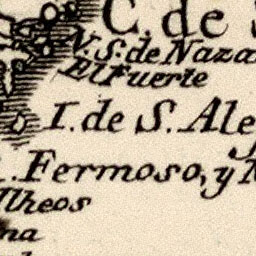 C. de S
N. S. de Naza
El Fuerte
I. de S. Ale
. Fermoso, y
Ilheos
na